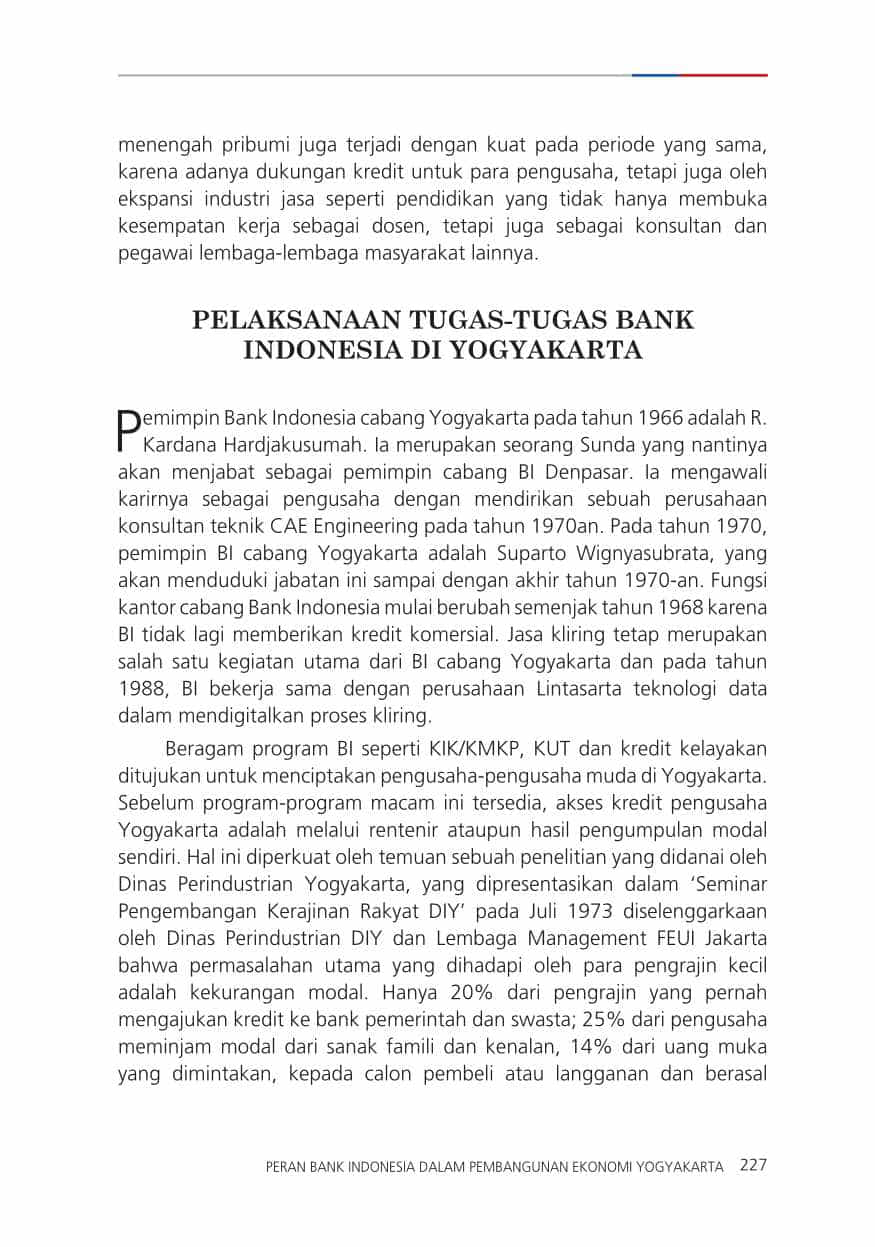 menengah pribumi juga terjadi dengan kuat pada periode yang sama,
karena adanya dukungan kredit untuk para pengusaha, tetapi juga oleh
ekspansi industri jasa seperti pendidikan yang tidak hanya membuka
kesempatan kerja sebagai dosen, tetapi juga sebagai konsultan dan
pegawai lembaga-lembaga masyarakat lainnya.
PELAKSANAAN TUGAS-TUGAS BANK
INDONESIA DI YOGYAKARTA
Pemimpin Bank Indonesia cabang Yogyakarta pada tahun 1966 adalah R.
Kardana Hardjakusumah. Ia merupakan seorang Sunda yang nantinya
akan menjabat sebagai pemimpin cabang BI Denpasar. Ia mengawali
karirnya sebagai pengusaha dengan mendirikan sebuah perusahaan
konsultan teknik CAE Engineering pada tahun 1970an. Pada tahun 1970,
pemimpin BI cabang Yogyakarta adalah Suparto Wignyasubrata, yang
akan menduduki jabatan ini sampai dengan akhir tahun 1970-an. Fungsi
kantor cabang Bank Indonesia mulai berubah semenjak tahun 1968 karena
BI tidak lagi memberikan kredit komersial. Jasa kliring tetap merupakan
salah satu kegiatan utama dari BI cabang Yogyakarta dan pada tahun
1988, BI bekerja sama dengan perusahaan Lintasarta teknologi data
dalam mendigitalkan proses kliring.
Beragam program BI seperti KIK/KMKP, KUT dan kredit kelayakan
ditujukan untuk menciptakan pengusaha-pengusaha muda di Yogyakarta.
Sebelum program-program macam ini tersedia, akses kredit pengusaha
Yogyakarta adalah melalui rentenir ataupun hasil pengumpulan modal
sendiri. Hal ini diperkuat oleh temuan sebuah penelitian yang didanai oleh
Dinas Perindustrian Yogyakarta, yang dipresentasikan dalam ‘Seminar
Pengembangan Kerajinan Rakyat DIY’ pada Juli 1973 diselenggarkaan
oleh Dinas Perindustrian DIY dan Lembaga Management FEUI Jakarta
bahwa permasalahan utama yang dihadapi oleh para pengrajin kecil
adalah kekurangan modal. Hanya 20% dari pengrajin yang pernah
mengajukan kredit ke bank pemerintah dan swasta; 25% dari pengusaha
meminjam modal dari sanak famili dan kenalan, 14% dari uang muka
yang dimintakan, kepada calon pembeli atau langganan dan berasal
PERAN BANK INDONESIA DALAM PEMBANGUNAN EKONOMI YOGYAKARTA 227